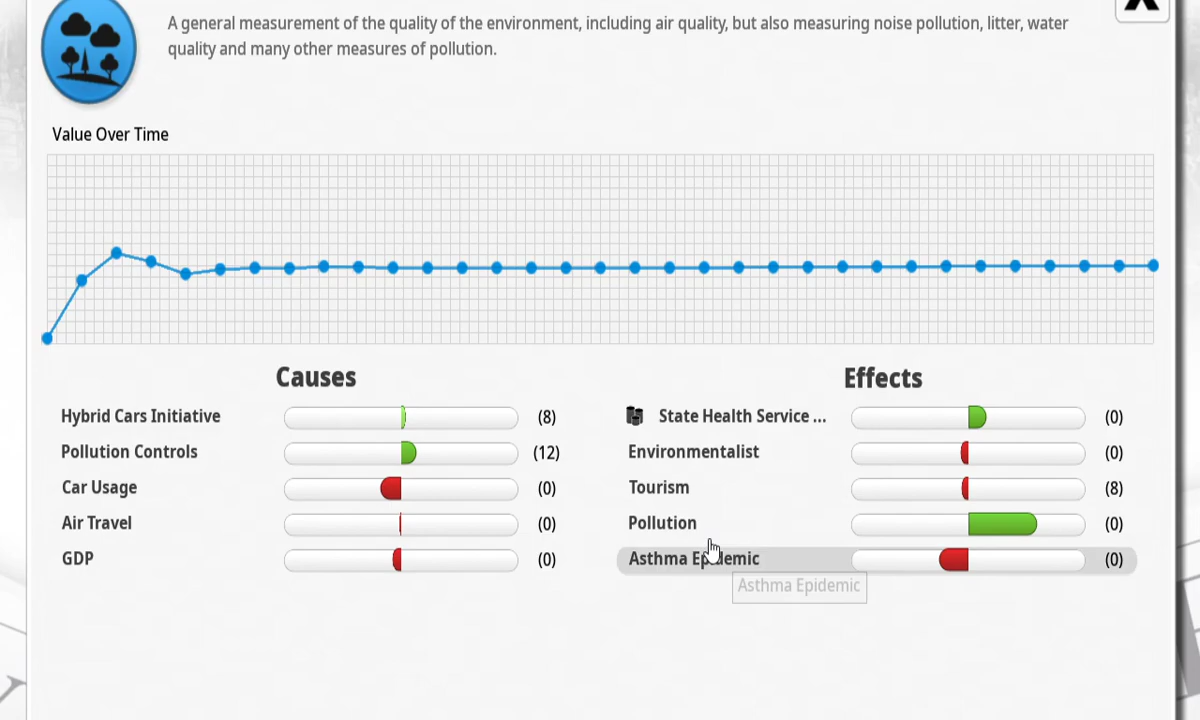 A general measurement of the quality of the environment, including air quality, but also measuring noise pollution, litter, water
quality and many other measures of pollution.
Value Over Time
Causes
Hybrid Cars Initiative (8)
Pollution Controls (12)
Car Usage (0)
Air Travel (0)
GDP (0)
Effects
State Health Service ... (0)
Environmentalist (0)
Tourism (8)
Pollution (0)
Asthma Epidemic (0)
Asthma Epidemic